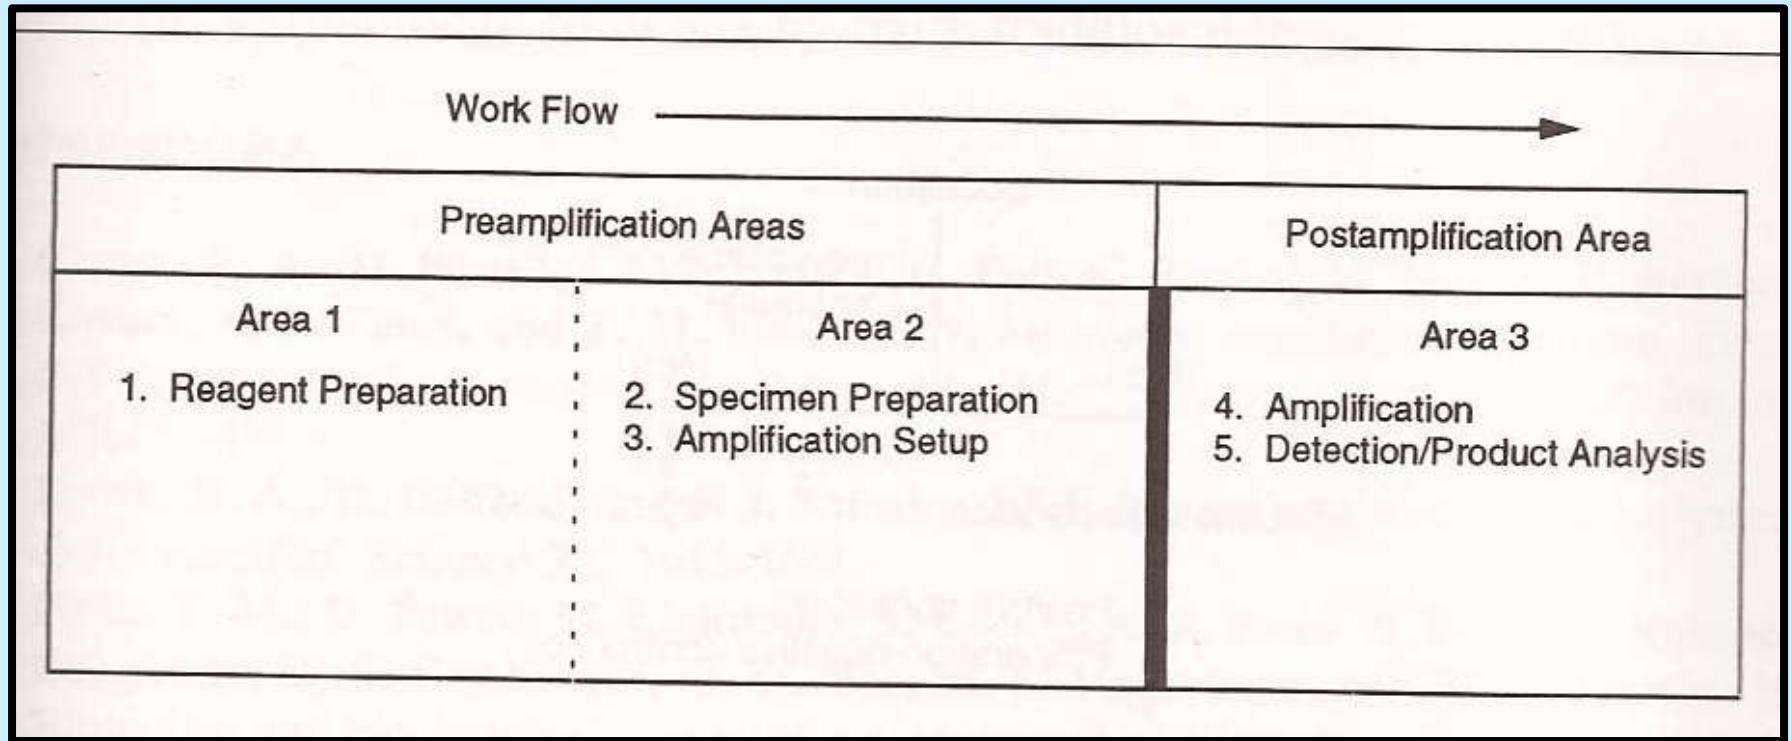 Work Flow
Preamplification Areas
Postamplification Area
Area 1
Area 2
Area 3
1. Reagent Preparation
2. Specimen Preparation
3. Amplification Setup
4. Amplification
5. Detection/Product Analysis